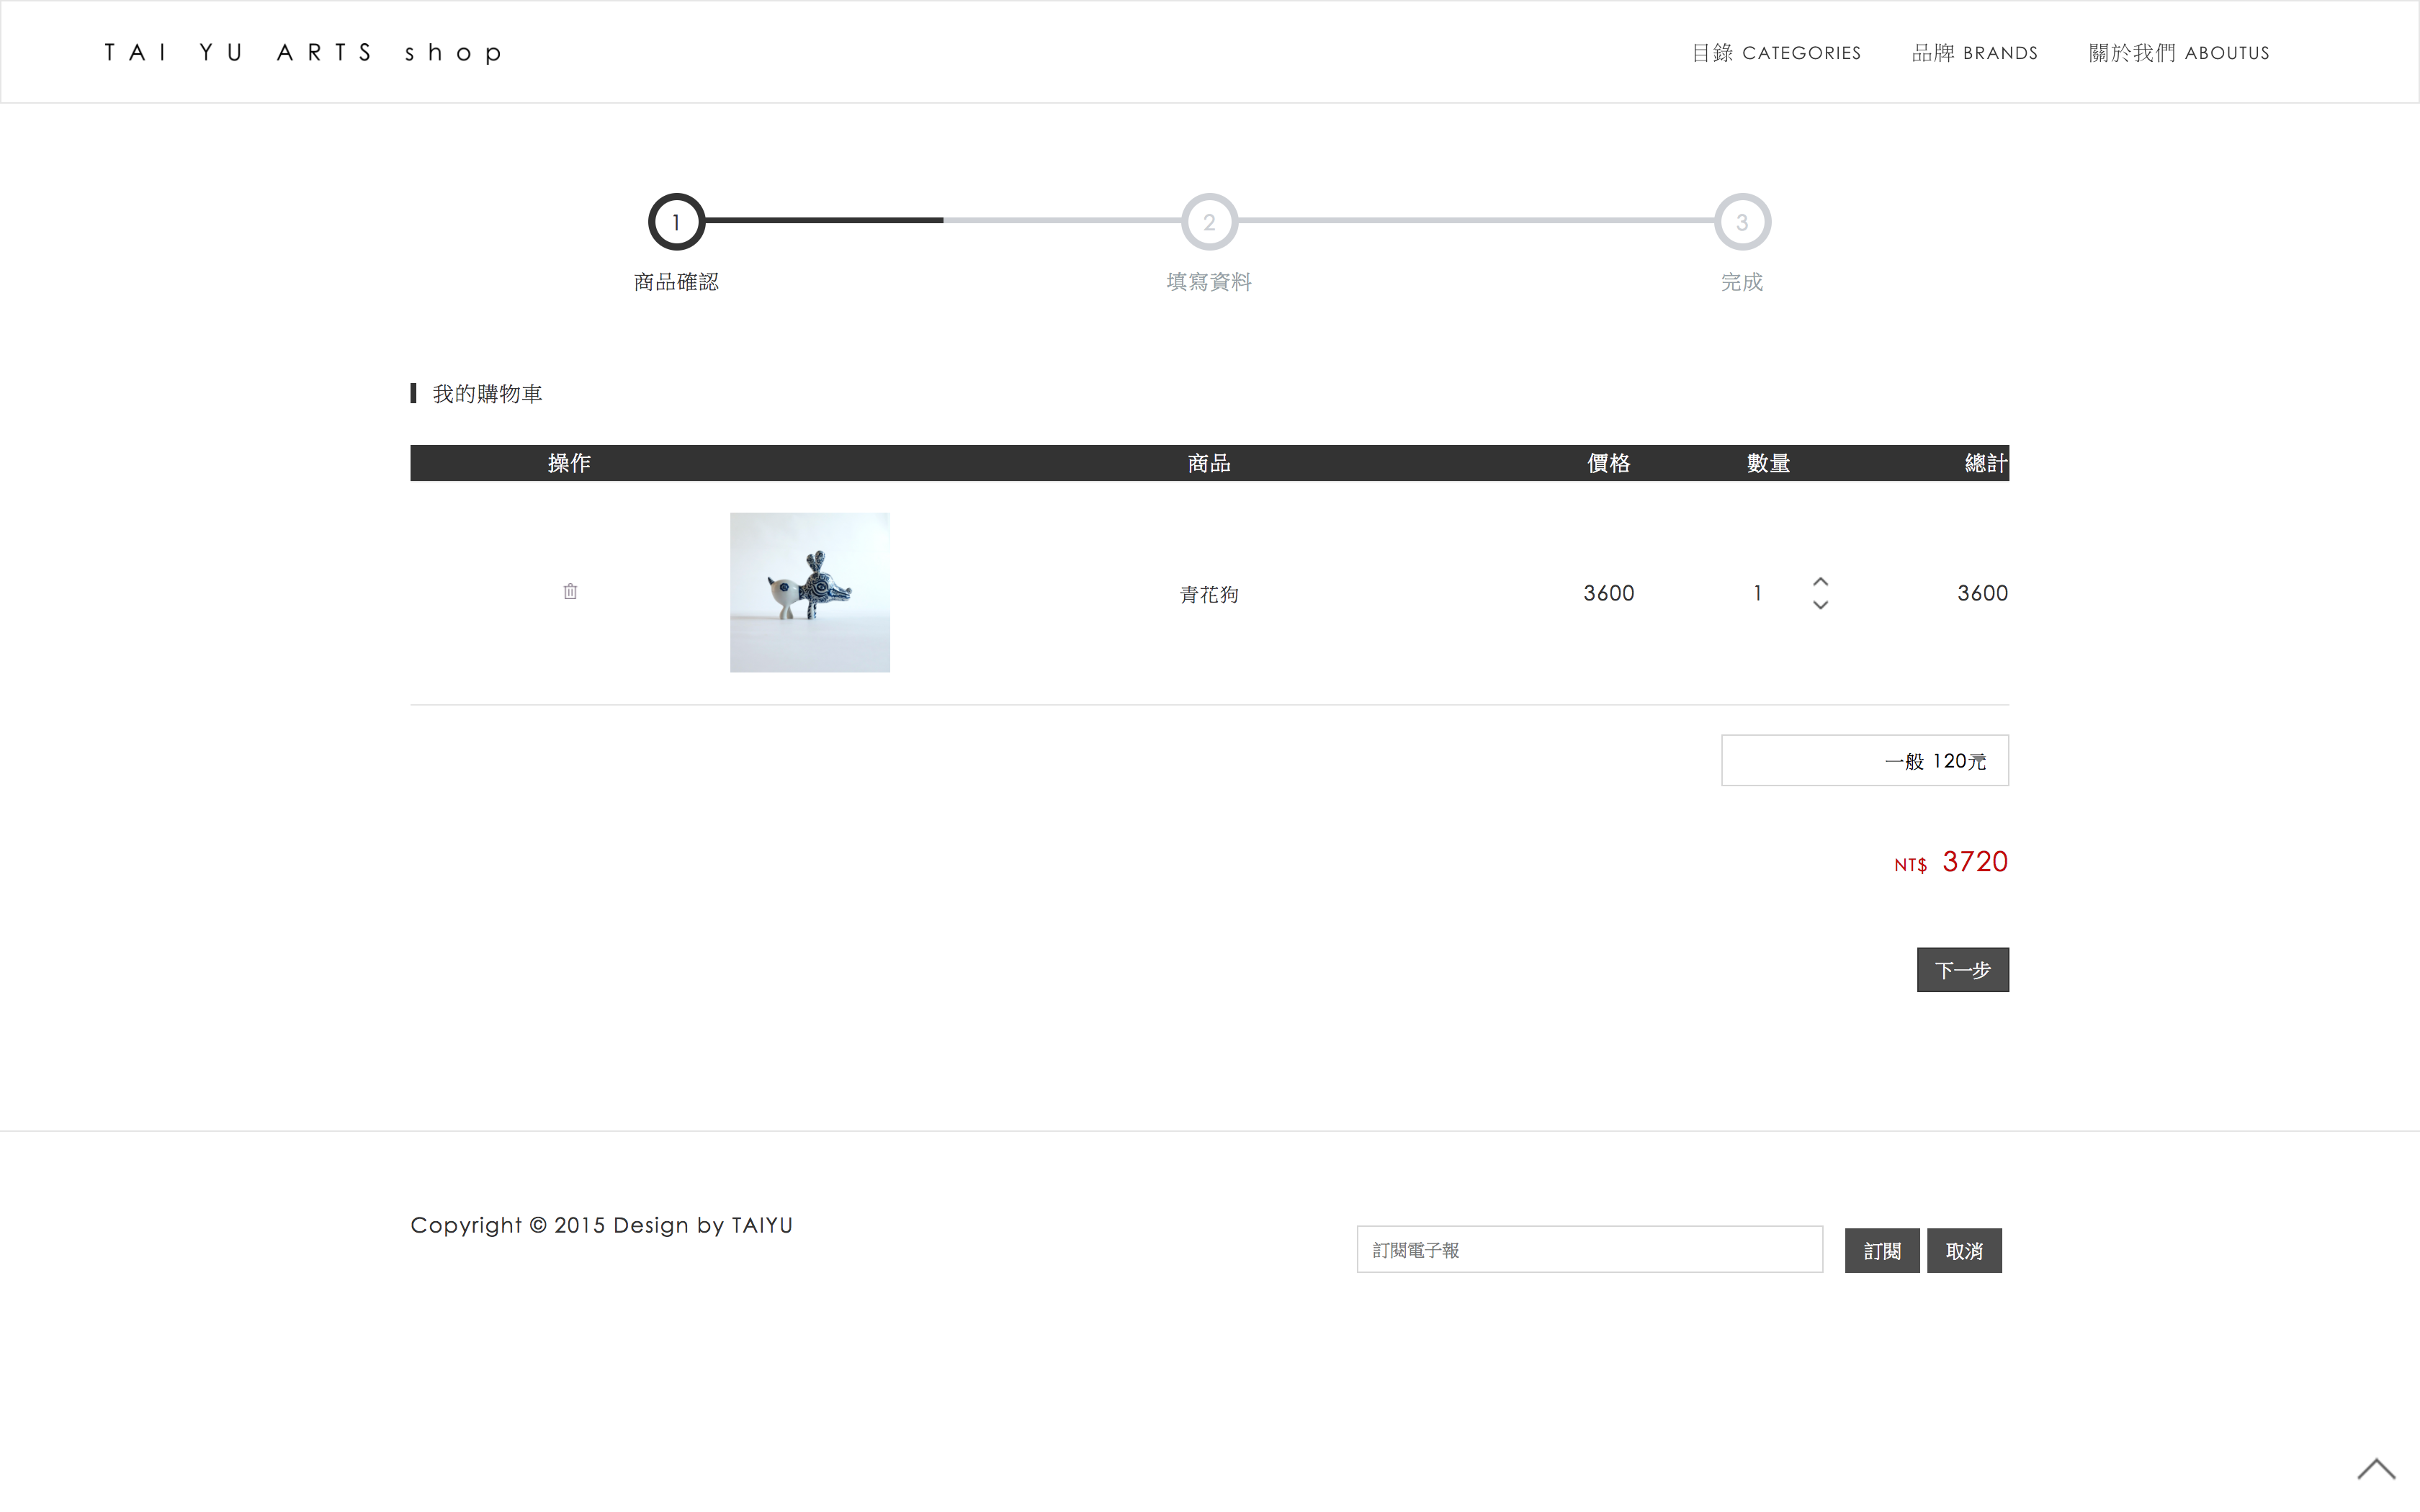 TAI YU ARTS shop
目錄 CATEGORIES 品牌 BRANDS 關於我們 ABOUTUS
1 2 3
商品確認 填寫資料 完成
我的購物車
操作 商品 價格 數量 總計
青花狗 3600 1 3600
一般 120元
NT$ 3720
下一步
Copyright © 2015 Design by TAIYU
訂閱電子報 訂閱 取消